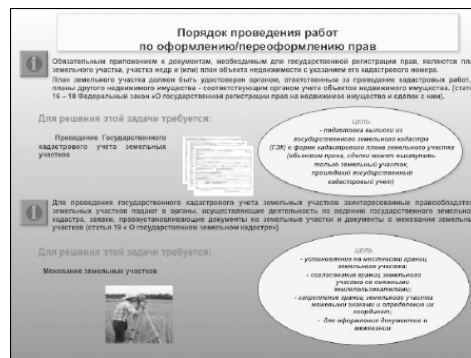 Порядок проведения работ
по оформлению/переоформлению прав
Обязательным приложением к документам, необходимым для государственной регистрации прав, являются план
земельного участка, участка недр и (или) план объекта недвижимости с указанием его кадастрового номера.
План земельного участка должен быть удостоверен органом, ответственным за проведение кадастровых работ,
планы другого недвижимого имущества - соответствующим органом учета объектов недвижимого имущества. (стать
16 – 18 Федеральный закон «О государственной регистрации прав на недвижимое имущество и сделок с ним).
Для решения этой задачи требуется:
Проведение Государственного
кадастрового учета земельных
участков
ЦЕЛЬ
- подготовка выписки из
государственного земельного кадастра
(ГЗК) в форме кадастрового плана земельного участка
(объектом права, сделки может выступать
только земельный участок,
прошедший государственный
кадастровый учет)
Для проведения государственного кадастрового учета земельных участков заинтересованные правообладате
земельных участков подают в органы, осуществляющие деятельность по ведению государственного земельно
кадастра, заявки, правоустанавливающие документы на земельные участки и документы о межевании земельны
участков (статья 19 « О государственном земельном кадастре»)
Для решения этой задачи требуется:
Межевание земельных участков
ЦЕЛЬ
- установление на местности границ
земельного участка;
- согласование границ земельного
участка со смежными
землепользователями;
- закрепление границ земельного участка
межевыми знаками и определение их
координат;
- для оформления документов о
межевании